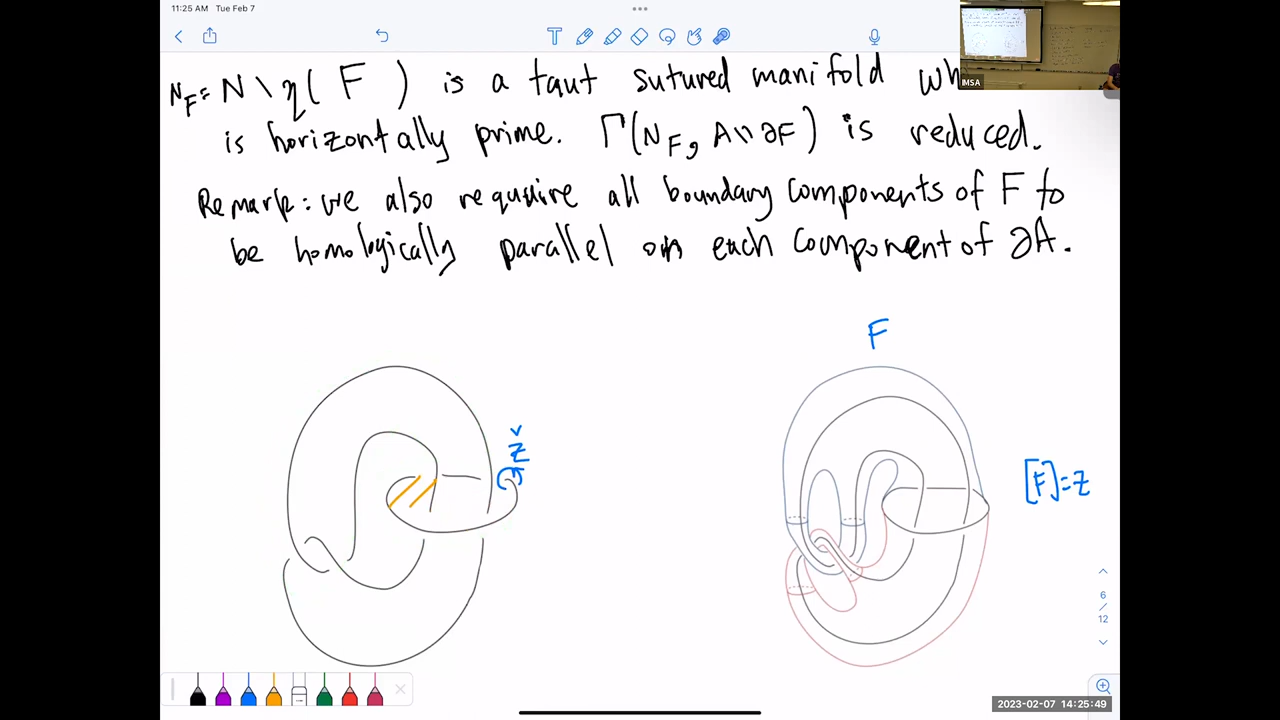 11:25 AM Tue Feb 7
IMSA
N_F = N \ η( F ) is a taut sutured manifold wh
is horizontally prime. Γ(N_F, A\\∂F) is reduced.
Remark: we also require all boundary components of F to
be homologically parallel on each component of ∂A.
F
ž
[F]=z
6
/
12
2023-02-07 14:25:49